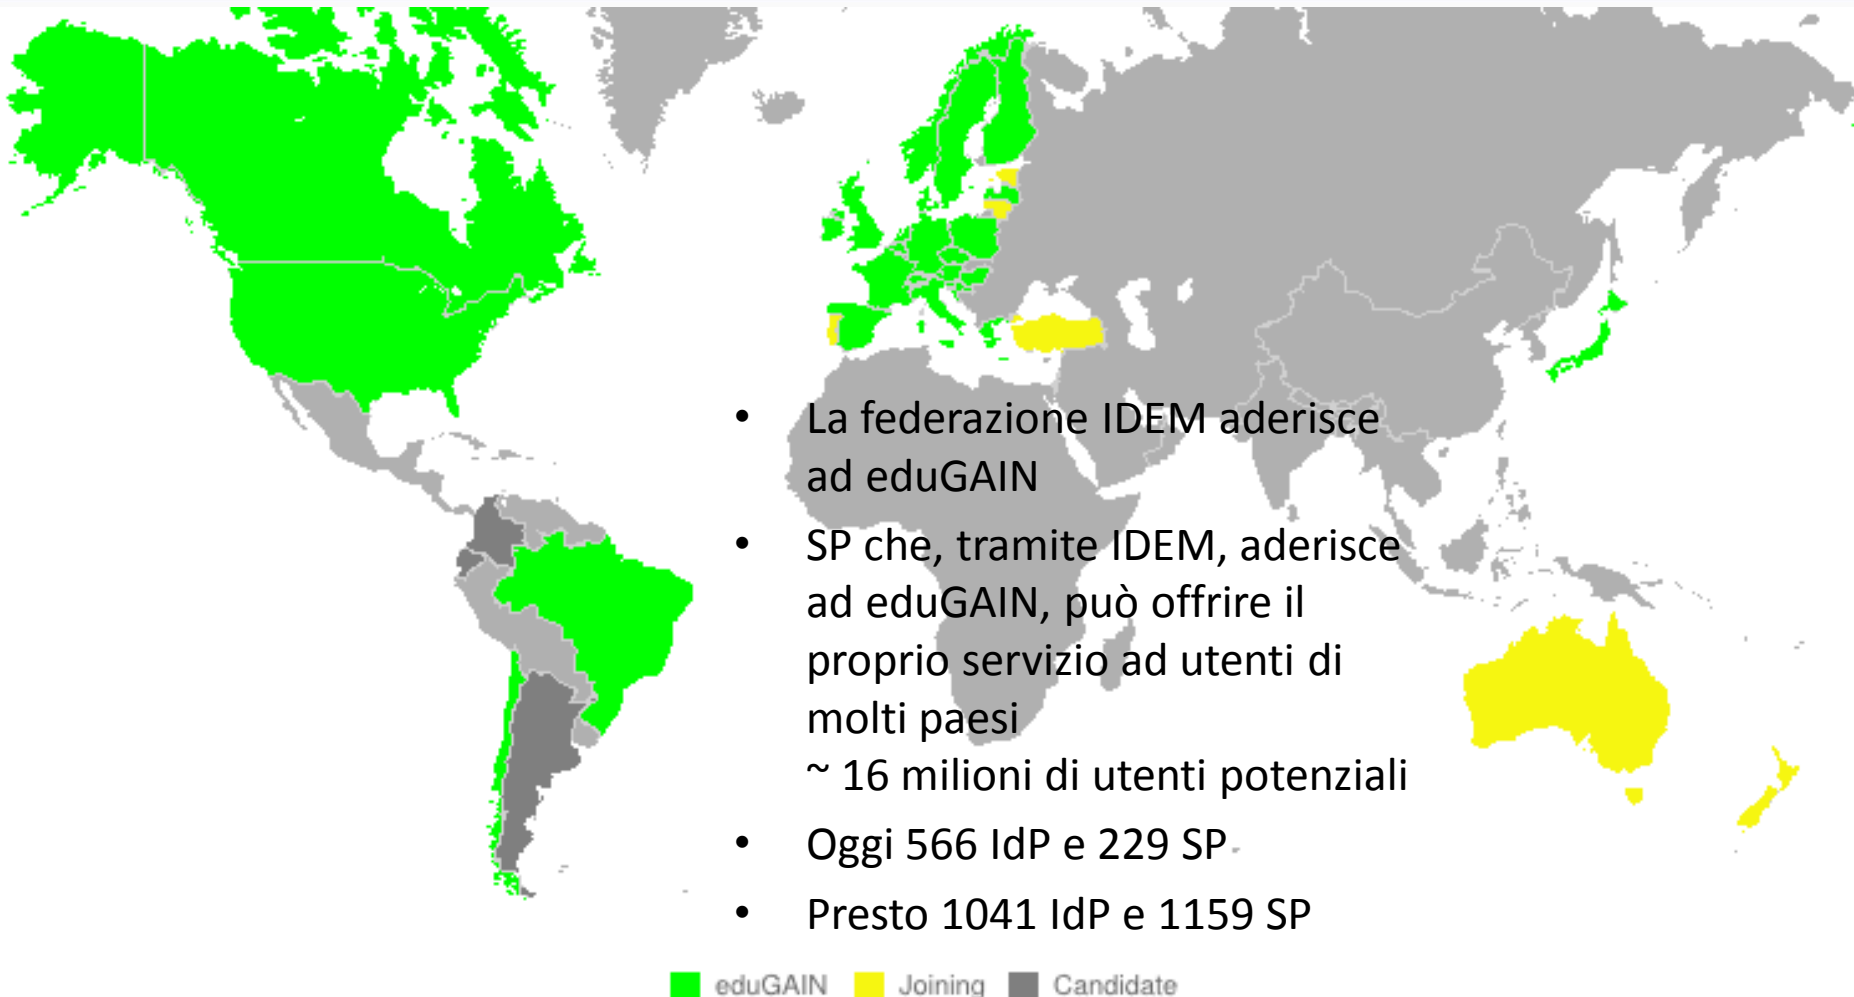 • La federazione IDEM aderisce
ad eduGAIN
• SP che, tramite IDEM, aderisce
ad eduGAIN, può offrire il
proprio servizio ad utenti di
molti paesi
~ 16 milioni di utenti potenziali
• Oggi 566 IdP e 229 SP
• Presto 1041 IdP e 1159 SP
eduGAIN Joining Candidate